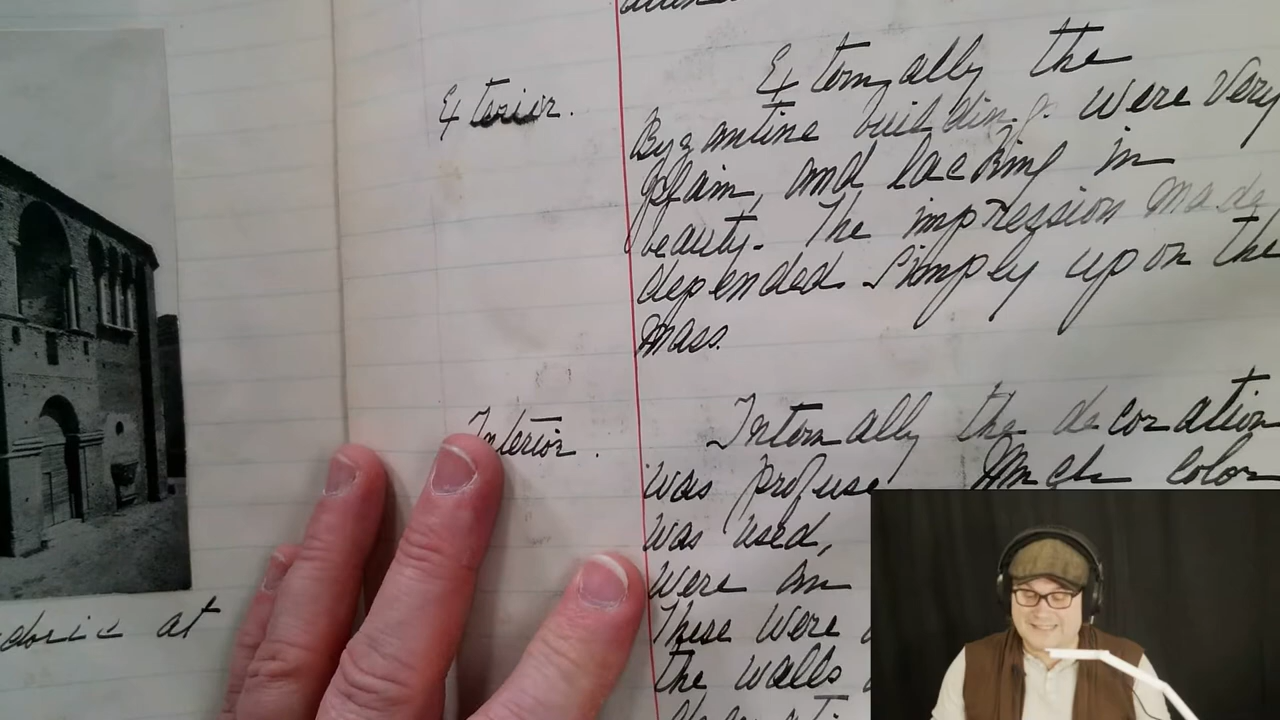 Exterior.
Externally the
Byzantine buildings were very
plain, and lacking in
beauty. The impression made
depended simply upon the
mass.
Interior.
Internally the decoration
was profuse. Much color
was used,
were
These were
the walls
at